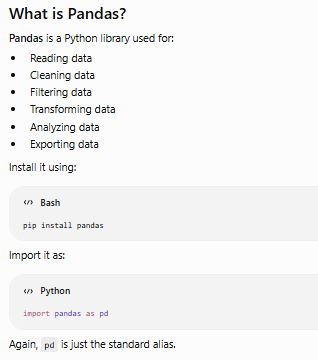 What is Pandas?
Pandas is a Python library used for:
• Reading data
• Cleaning data
• Filtering data
• Transforming data
• Analyzing data
• Exporting data
Install it using:
</> Bash
pip install pandas
Import it as:
</> Python
import pandas as pd
Again, pd is just the standard alias.